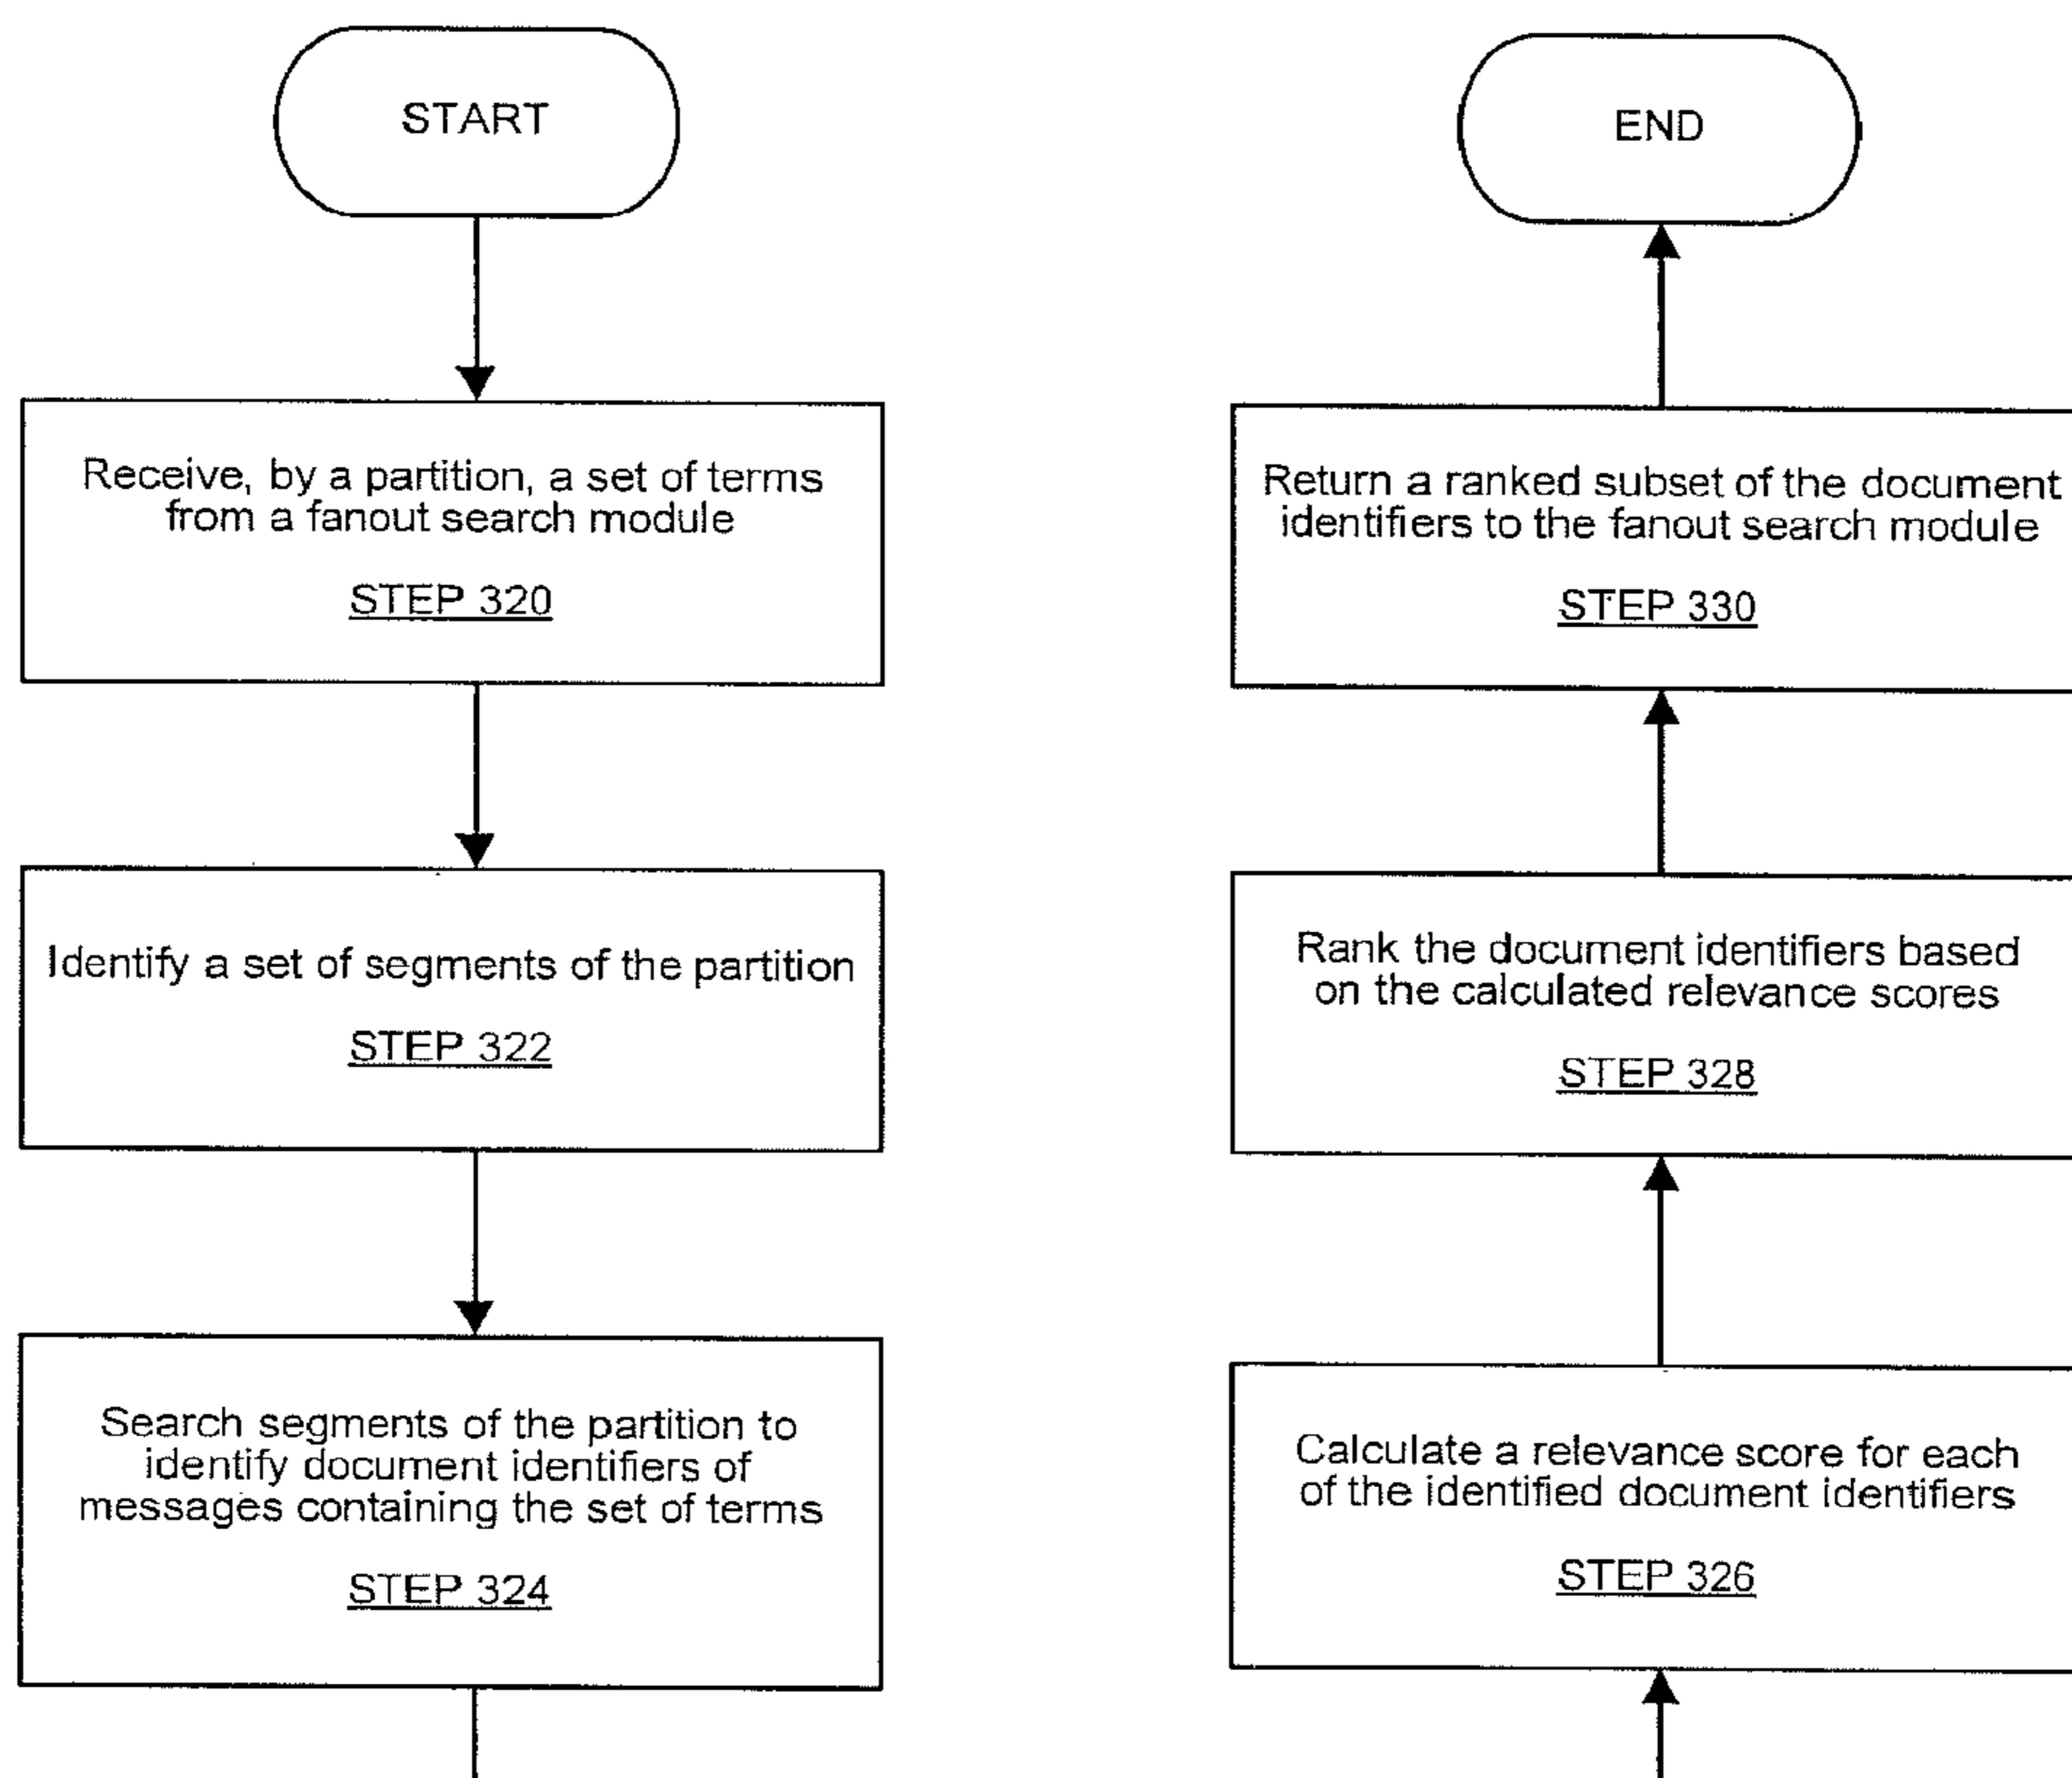 START
Receive, by a partition, a set of terms
from a fanout search module
STEP 320
Identify a set of segments of the partition
STEP 322
Search segments of the partition to
identify document identifiers of
messages containing the set of terms
STEP 324
END
Return a ranked subset of the document
identifiers to the fanout search module
STEP 330
Rank the document identifiers based
on the calculated relevance scores
STEP 328
Calculate a relevance score for each
of the identified document identifiers
STEP 326